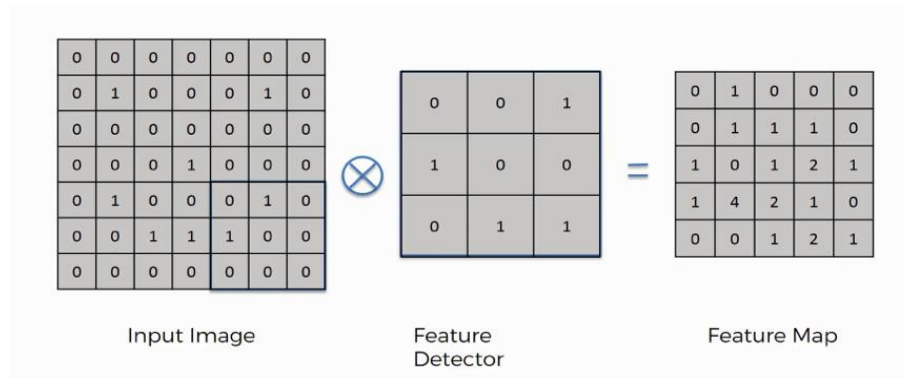 0 0 0 0 0 0 0
0 1 0 0 0 1 0
0 0 0 0 0 0 0
0 0 0 1 0 0 0
0 1 0 0 0 1 0
0 0 1 1 1 0 0
0 0 0 0 0 0 0
0 0 1
1 0 0
0 1 1
=
0 1 0 0 0
0 1 1 1 0
1 0 1 2 1
1 4 2 1 0
0 0 1 2 1
Input Image
Feature
Detector
Feature Map